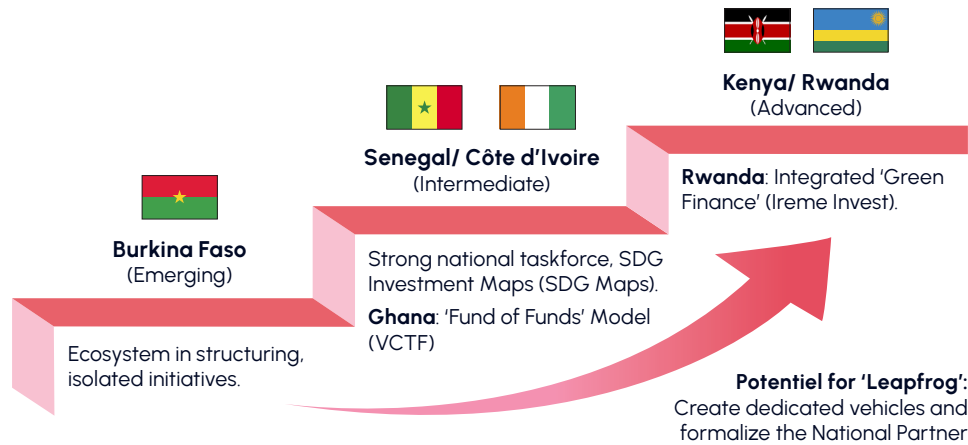 Kenya/ Rwanda
(Advanced)
Rwanda: Integrated ‘Green
Finance’ (Ireme Invest).
Senegal/ Côte d’Ivoire
(Intermediate)
Strong national taskforce, SDG
Investment Maps (SDG Maps).
Ghana: ‘Fund of Funds’ Model
(VCTF)
Burkina Faso
(Emerging)
Ecosystem in structuring,
isolated initiatives.
Potentiel for ‘Leapfrog’:
Create dedicated vehicles and
formalize the National Partner